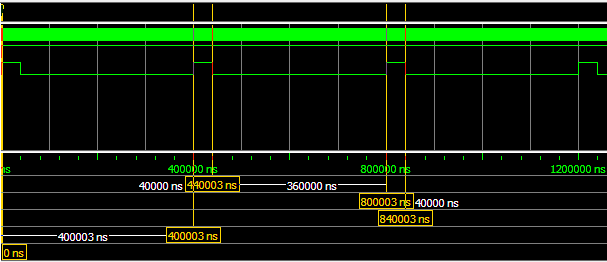 ns 400000 ns 800000 ns 1200000 ns
40000 ns 440003 ns 360000 ns
800003 ns 40000 ns
840003 ns
400003 ns 400003 ns
0 ns